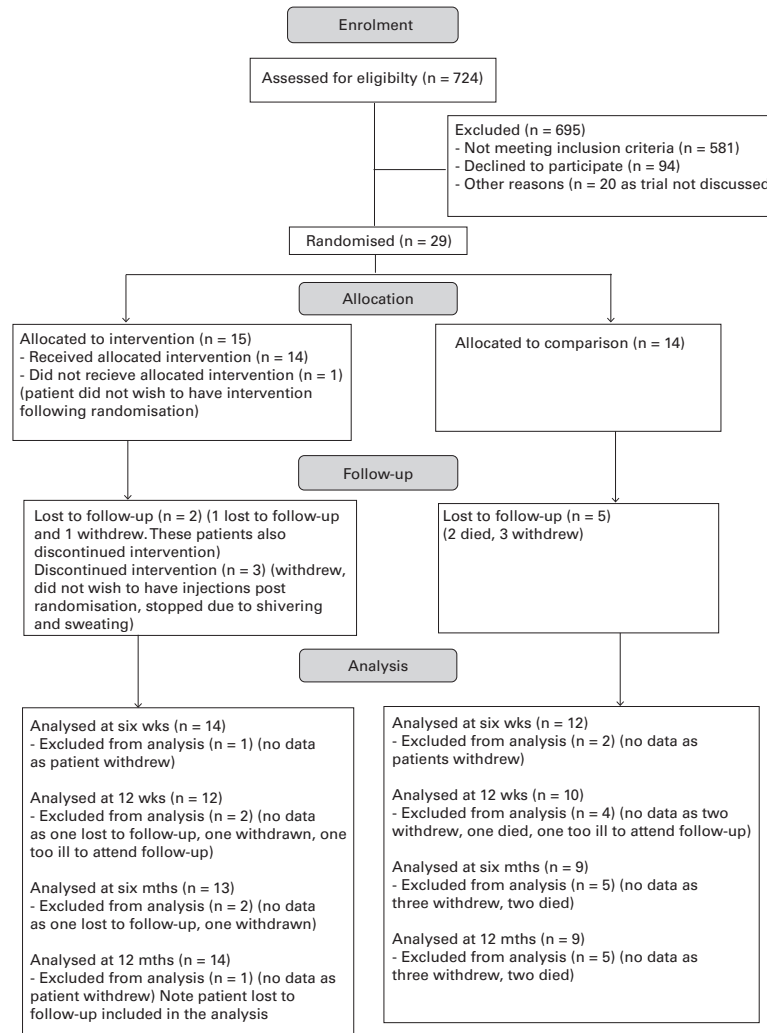 Enrolment
Assessed for eligibilty (n = 724)
Excluded (n = 695)
- Not meeting inclusion criteria (n = 581)
- Declined to participate (n = 94)
- Other reasons (n = 20 as trial not discussed
Randomised (n = 29)
Allocation
Allocated to intervention (n = 15)
- Received allocated intervention (n = 14)
- Did not recieve allocated intervention (n = 1)
(patient did not wish to have intervention
following randomisation)
Allocated to comparison (n = 14)
Follow-up
Lost to follow-up (n = 2) (1 lost to follow-up
and 1 withdrew. These patients also
discontinued intervention)
Discontinued intervention (n = 3) (withdrew,
did not wish to have injections post
randomisation, stopped due to shivering
and sweating)
Lost to follow-up (n = 5)
(2 died, 3 withdrew)
Analysis
Analysed at six wks (n = 14)
- Excluded from analysis (n = 1) (no data
as patient withdrew)
Analysed at 12 wks (n = 12)
- Excluded from analysis (n = 2) (no data
as one lost to follow-up, one withdrawn, one
too ill to attend follow-up)
Analysed at six mths (n = 13)
- Excluded from analysis (n = 2) (no data
as one lost to follow-up, one withdrawn)
Analysed at 12 mths (n = 14)
- Excluded from analysis (n = 1) (no data as
patient withdrew) Note patient lost to
follow-up included in the analysis
Analysed at six wks (n = 12)
- Excluded from analysis (n = 2) (no data as
patients withdrew)
Analysed at 12 wks (n = 10)
- Excluded from analysis (n = 4) (no data as two
withdrew, one died, one too ill to attend follow-up)
Analysed at six mths (n = 9)
- Excluded from analysis (n = 5) (no data as
three withdrew, two died)
Analysed at 12 mths (n = 9)
- Excluded from analysis (n = 5) (no data as
three withdrew, two died)